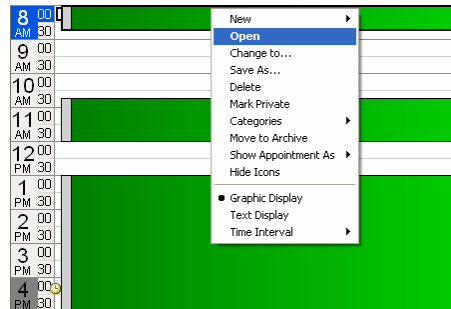 8 00
AM 30
9 00
AM 30
10 00
AM 30
11 00
AM 30
12 00
PM 30
1 00
PM 30
2 00
PM 30
3 00
PM 30
4 00
PM 30
New
Open
Change to...
Save As...
Delete
Mark Private
Categories
Move to Archive
Show Appointment As
Hide Icons
Graphic Display
Text Display
Time Interval